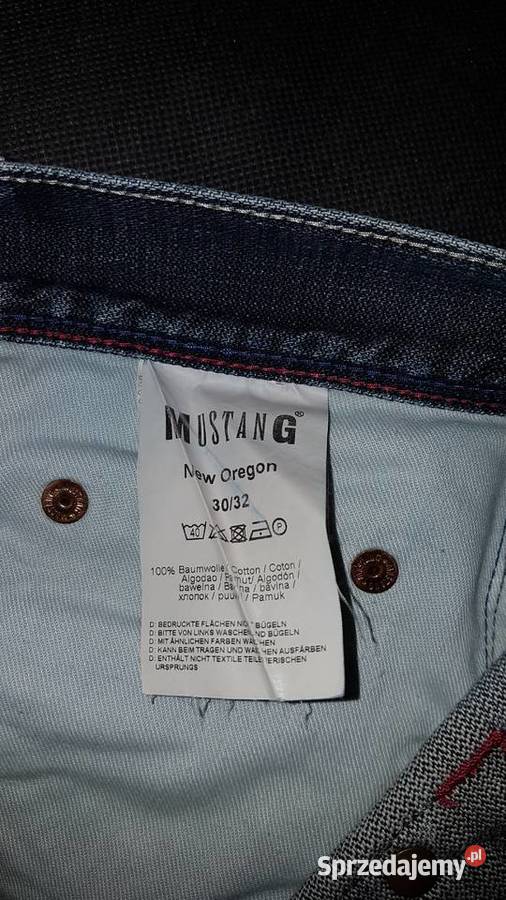 MUSTANG®
New Oregon
30/32
40 P
100% Baumwolle / Cotton / Coton /
Algodao / Pamut / Algodón /
bawełna / / bavlna /
хлопок / / Pamuk
D: BEDRUCKTE FLÄCHEN NICHT BÜGELN
D: BITTE VON LINKS WASCHEN UND BÜGELN
D: MIT ÄHNLICHEN FARBEN WASCHEN
D: KANN BEIM TRAGEN UND WASCHEN AUSFÄRBEN
D: ENTHÄLT NICHT TEXTILE TEILE TIERISCHEN
URSPRUNGS
Sprzedajemy.pl